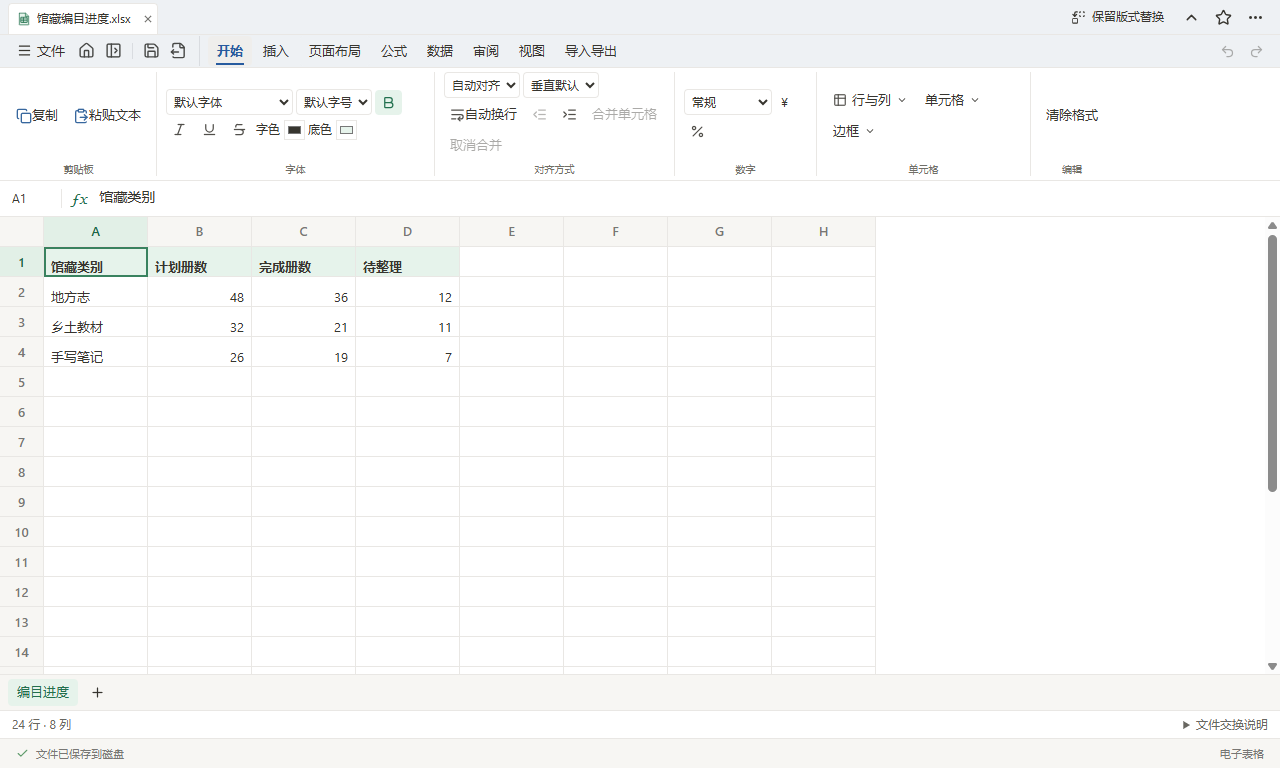 馆藏编目进度.xlsx
保留版式替换
文件 开始 插入 页面布局 公式 数据 审阅 视图 导入导出
复制 粘贴文本
剪贴板
默认字体 默认字号 B
I U S 字色 底色
字体
自动对齐 垂直默认
自动换行 合并单元格
取消合并
对齐方式
常规 ¥
%
数字
行与列 单元格
边框
单元格
清除格式
编辑
A1 fx 馆藏类别
A B C D E F G H
1 馆藏类别 计划册数 完成册数 待整理
2 地方志 48 36 12
3 乡土教材 32 21 11
4 手写笔记 26 19 7
5
6
7
8
9
10
11
12
13
14
编目进度 +
24 行 · 8 列 文件交换说明
文件已保存到磁盘 电子表格